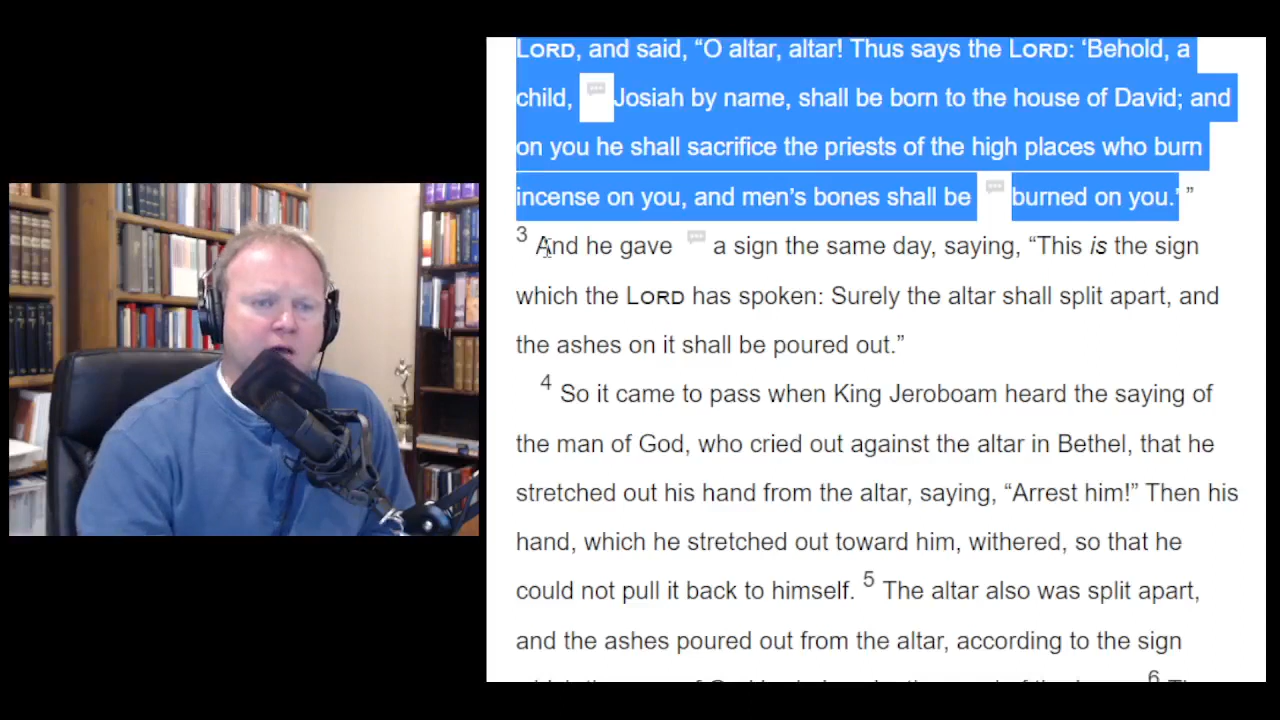 LORD, and said, “O altar, altar! Thus says the LORD: ‘Behold, a
child, Josiah by name, shall be born to the house of David; and
on you he shall sacrifice the priests of the high places who burn
incense on you, and men’s bones shall be burned on you.’ ”
3 And he gave a sign the same day, saying, “This is the sign
which the LORD has spoken: Surely the altar shall split apart, and
the ashes on it shall be poured out.”
4 So it came to pass when King Jeroboam heard the saying of
the man of God, who cried out against the altar in Bethel, that he
stretched out his hand from the altar, saying, “Arrest him!” Then his
hand, which he stretched out toward him, withered, so that he
could not pull it back to himself. 5 The altar also was split apart,
and the ashes poured out from the altar, according to the sign
6